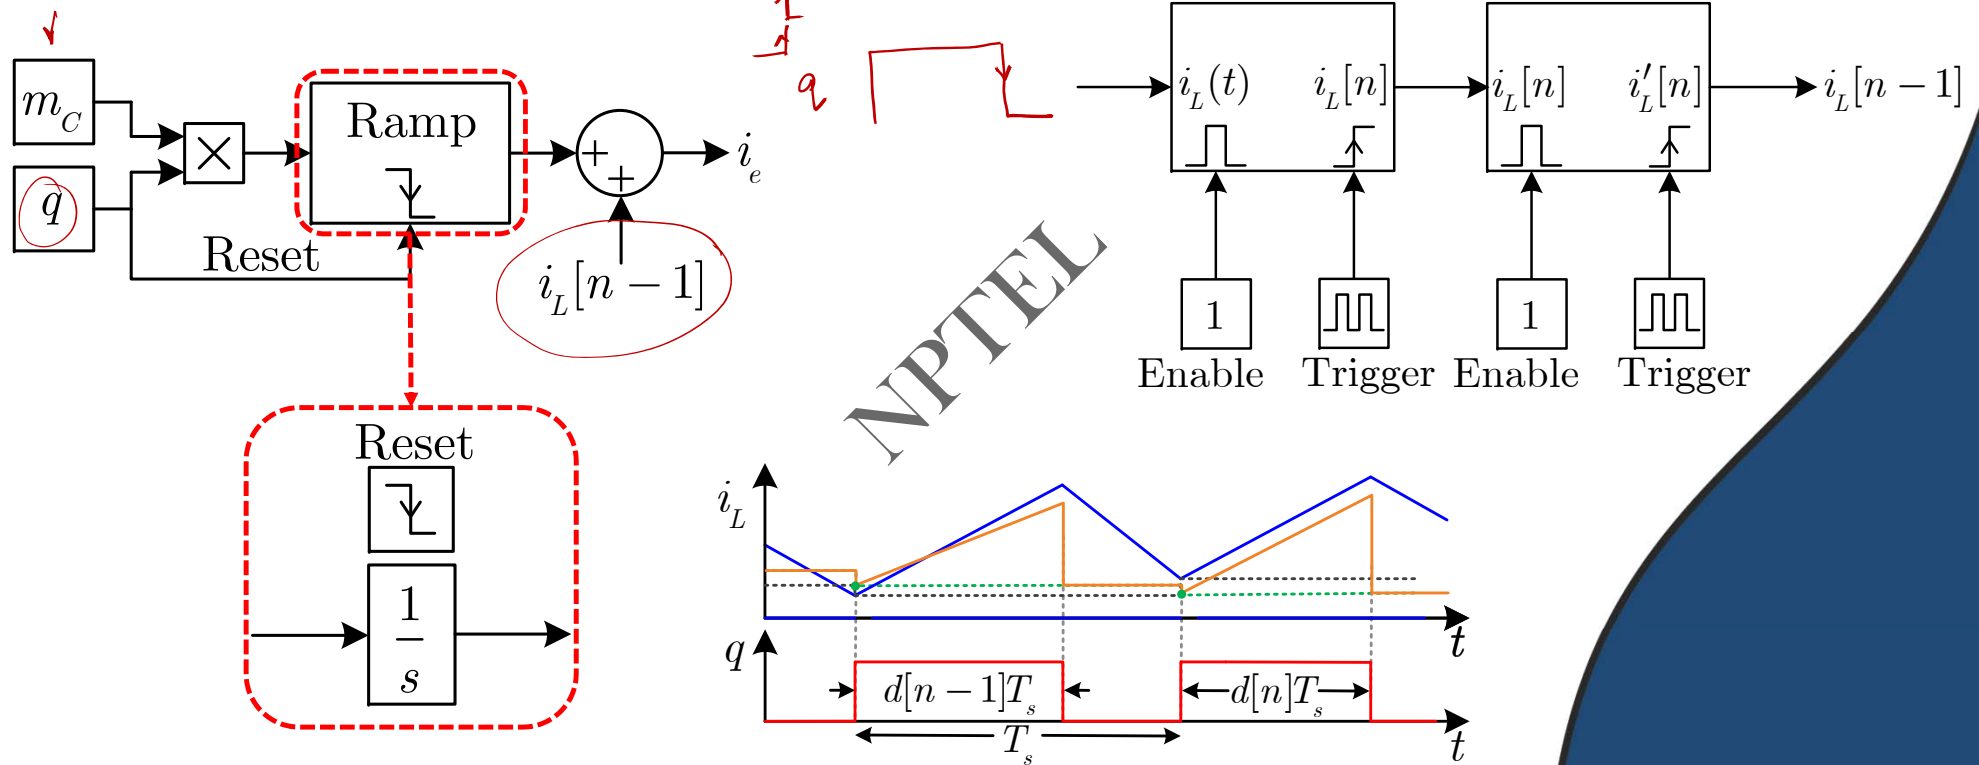 m_C
q
×
Ramp
Reset
+
+
i_e
i_L[n − 1]
Reset
1
s
q
i_L(t)
i_L[n]
i_L[n]
i'_L[n]
i_L[n − 1]
1
1
Enable
Trigger
Enable
Trigger
NPTEL
i_L
t
q
d[n − 1]T_s
d[n]T_s
T_s
t